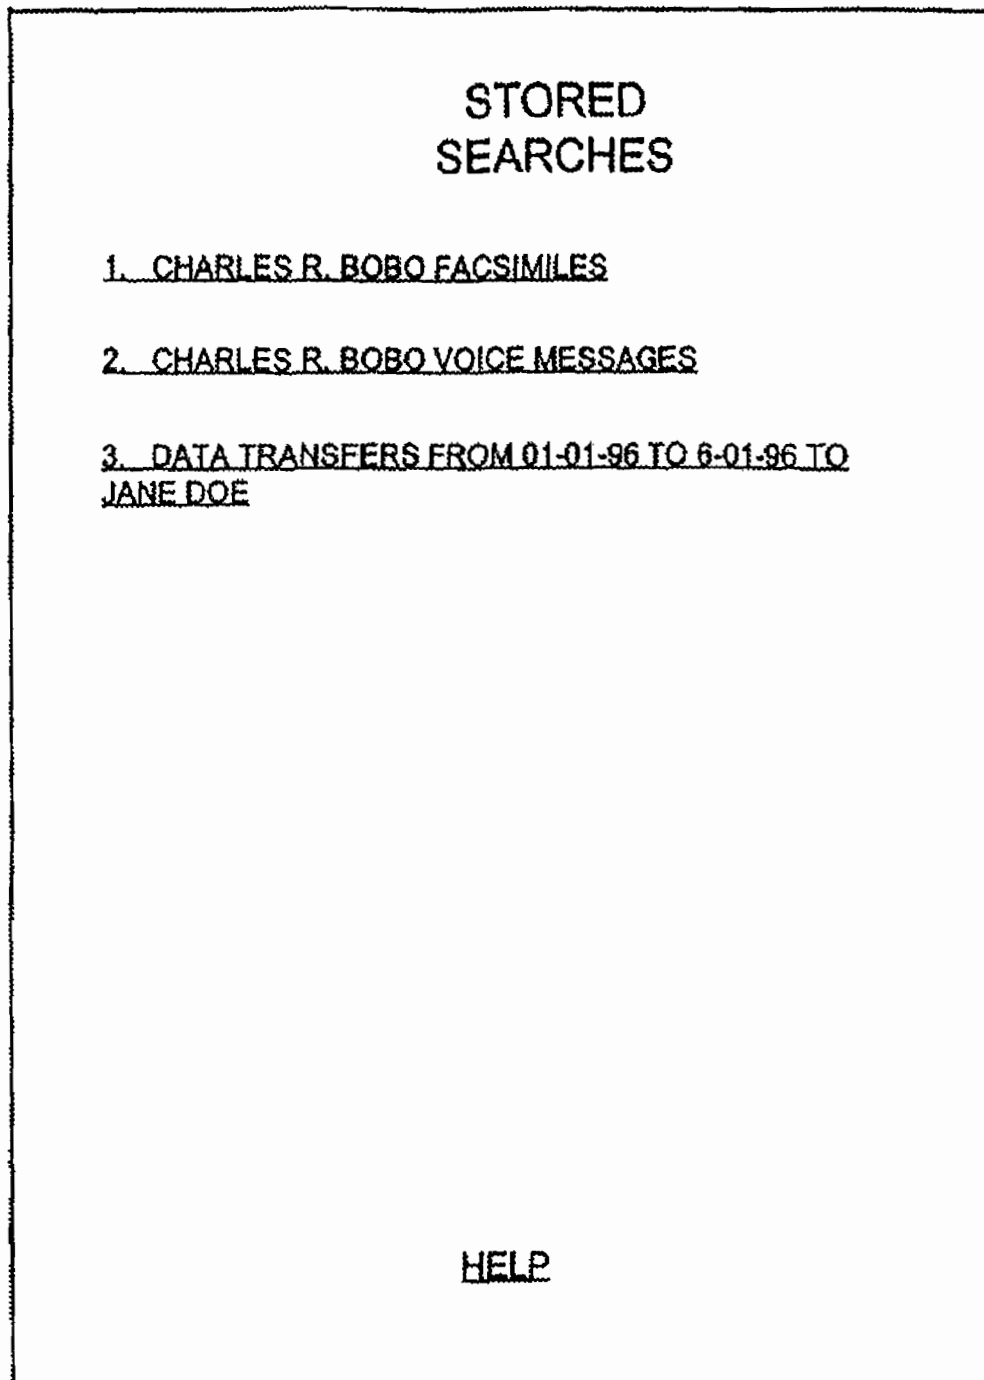 STORED
SEARCHES
1. CHARLES R. BOBO FACSIMILES
2. CHARLES R. BOBO VOICE MESSAGES
3. DATA TRANSFERS FROM 01-01-96 TO 6-01-96 TO
JANE DOE
HELP